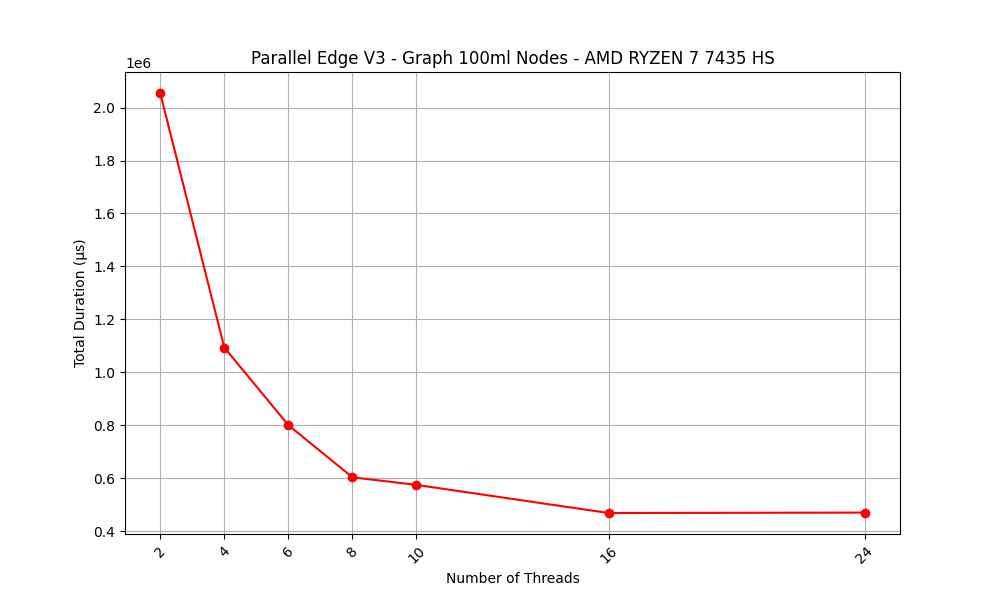 Parallel Edge V3 - Graph 100ml Nodes - AMD RYZEN 7 7435 HS
1e6
2.0
1.8
1.6
1.4
1.2
1.0
0.8
0.6
0.4
Total Duration (µs)
2 4 6 8 10 16 24
Number of Threads